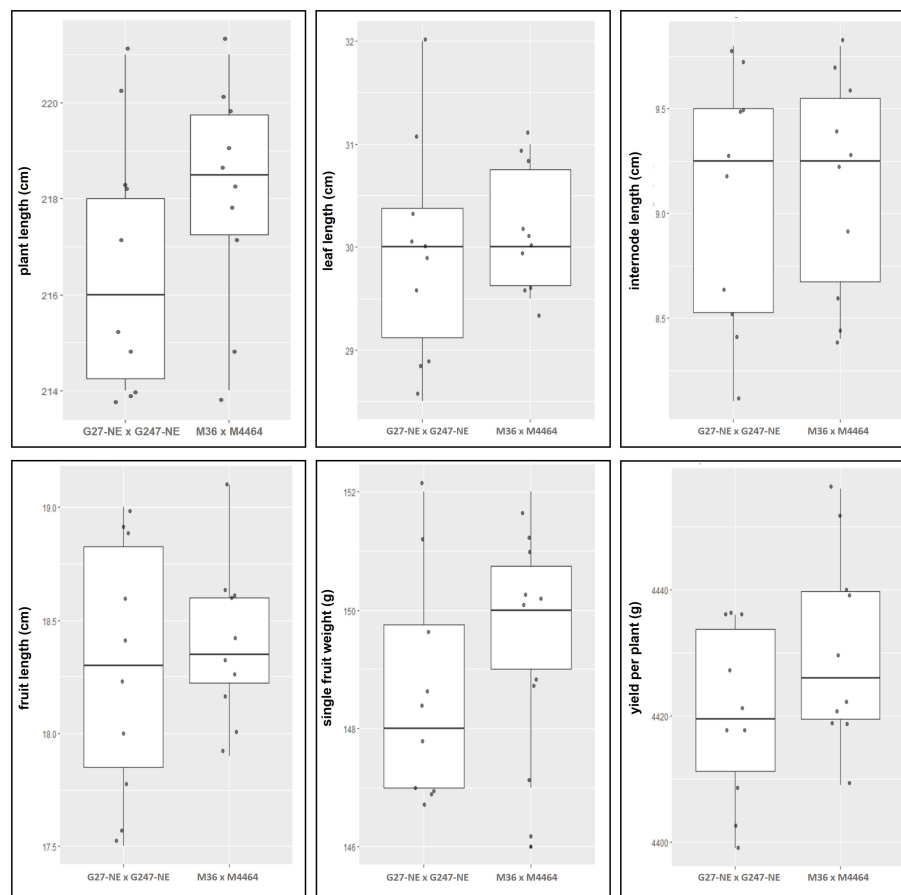 plant length (cm)
220
218
216
214
G27-NE x G247-NE M36 x M4464
leaf length (cm)
32
31
30
29
G27-NE x G247-NE M36 x M4464
internode length (cm)
9.5
9.0
8.5
G27-NE x G247-NE M36 x M4464
fruit length (cm)
19.0
18.5
18.0
17.5
G27-NE x G247-NE M36 x M4464
single fruit weight (g)
152
150
148
146
G27-NE x G247-NE M36 x M4464
yield per plant (g)
4440
4420
4400
G27-NE x G247-NE M36 x M4464